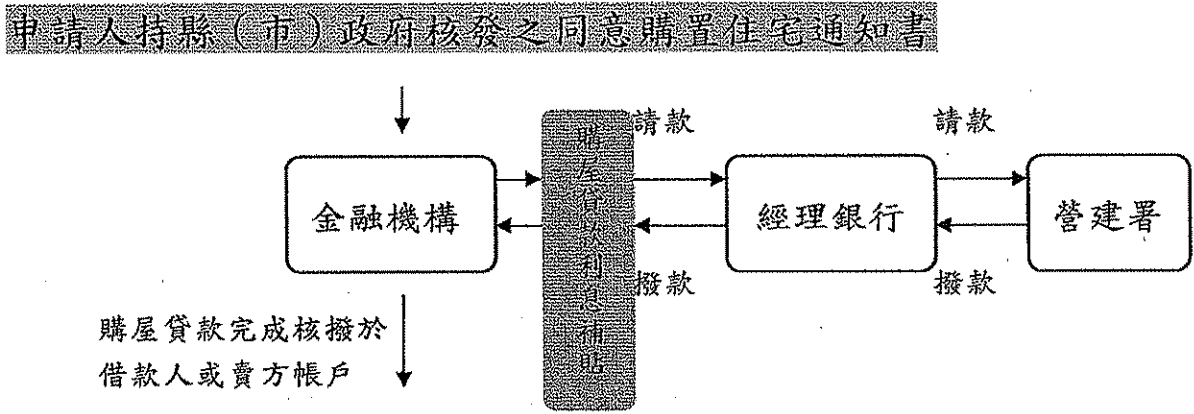 申請人持縣（市）政府核發之同意購置住宅通知書
請款
請款
購屋貸款利息補貼
金融機構
經理銀行
營建署
撥款
撥款
購屋貸款完成核撥於
借款人或賣方帳戶